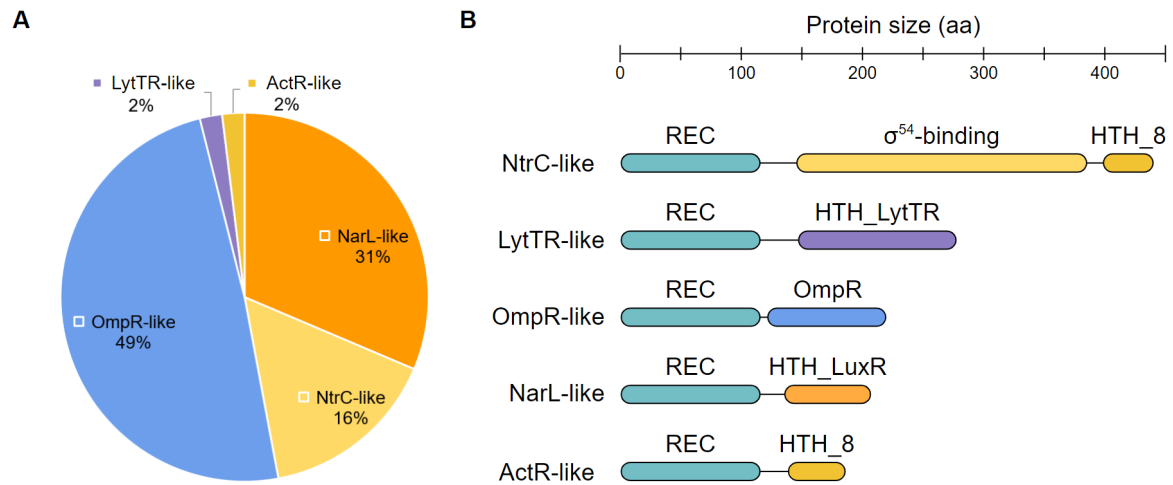 A
LytTR-like
2%
ActR-like
2%
NarL-like
31%
OmpR-like
49%
NtrC-like
16%
B
Protein size (aa)
0 100 200 300 400
REC σ⁵⁴-binding HTH_8
NtrC-like
REC HTH_LytTR
LytTR-like
REC OmpR
OmpR-like
REC HTH_LuxR
NarL-like
REC HTH_8
ActR-like